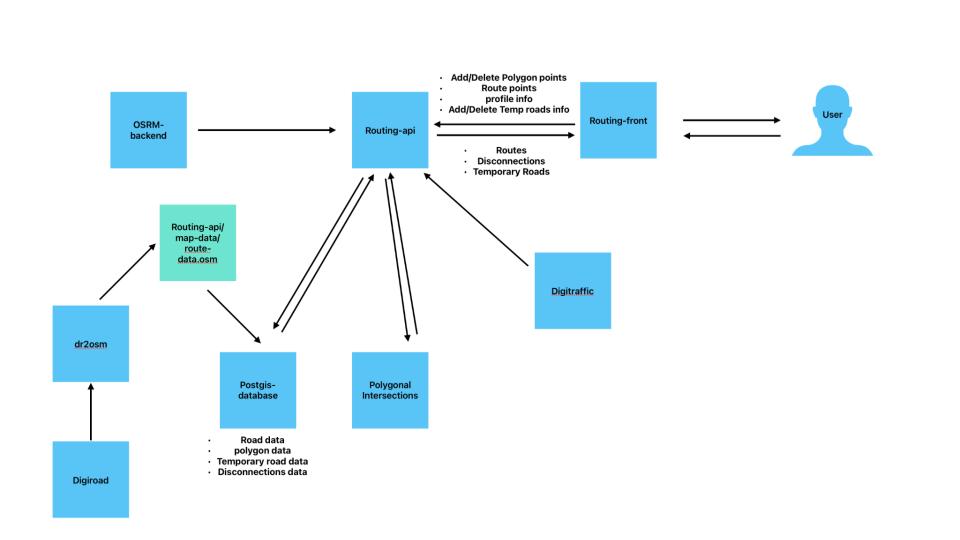 · Add/Delete Polygon points
· Route points
· profile info
· Add/Delete Temp roads info
OSRM-
backend
Routing-api
Routing-front
User
· Routes
· Disconnections
· Temporary Roads
Routing-api/
map-data/
route-
data.osm
Digitraffic
dr2osm
Postgis-
database
Polygonal
Intersections
· Road data
· polygon data
· Temporary road data
· Disconnections data
Digiroad